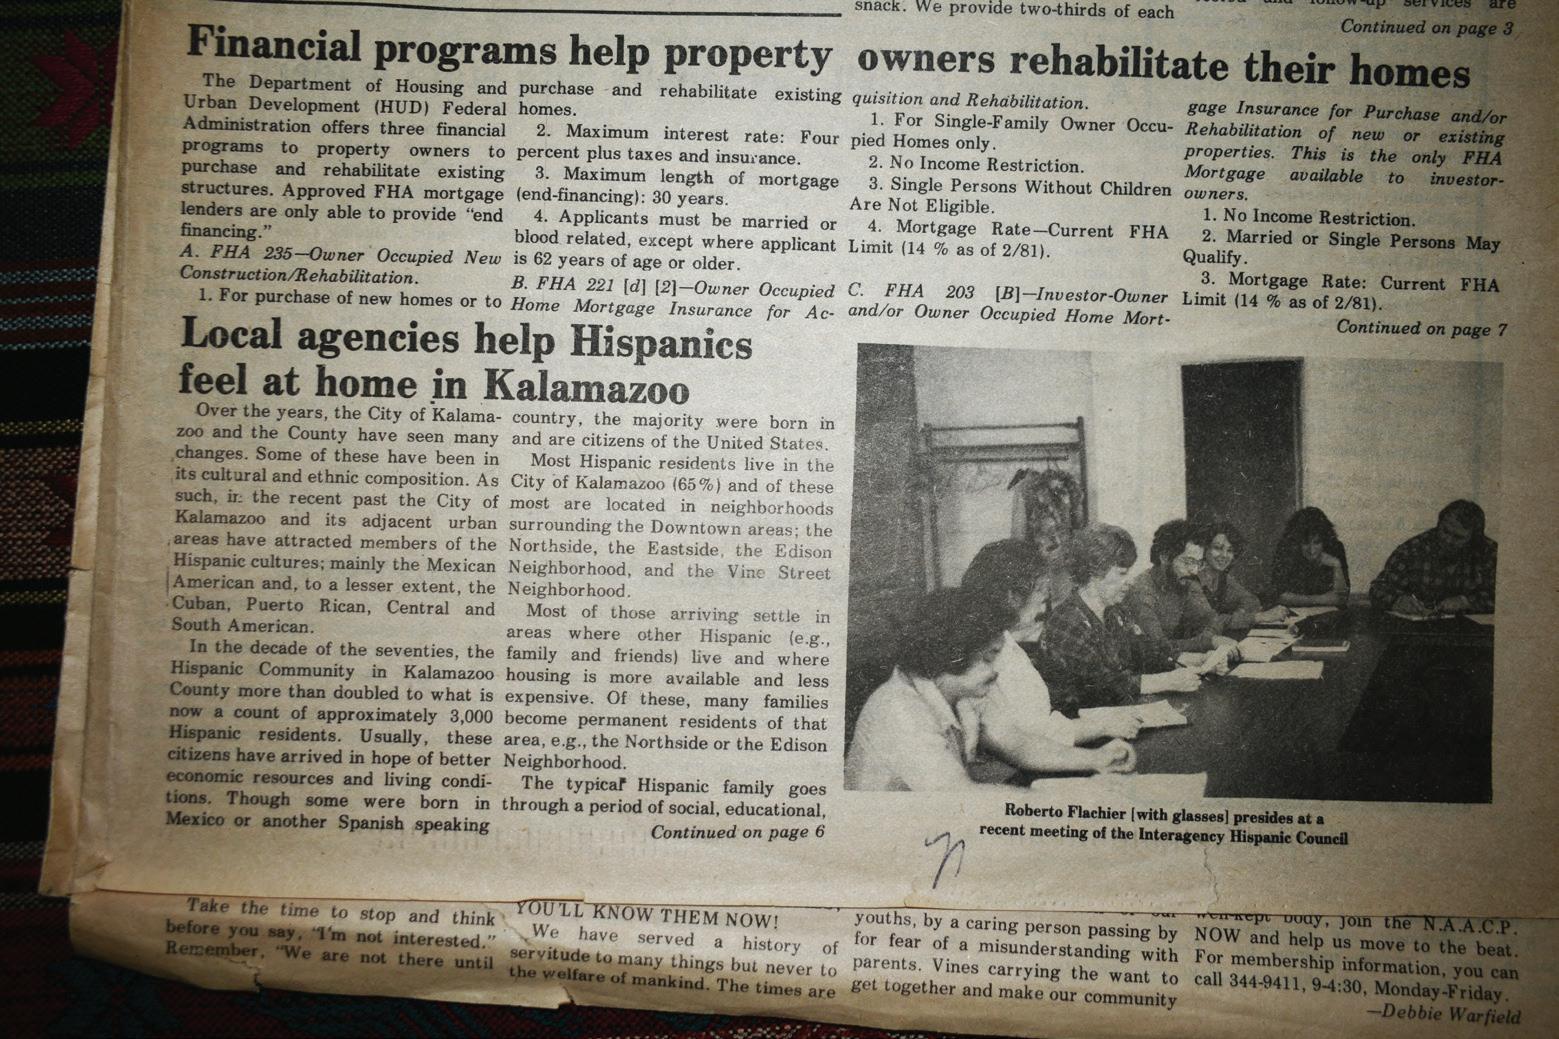 snack. We provide two-thirds of each
and follow-up services are
Continued on page 3
Financial programs help property owners rehabilitate their homes
The Department of Housing and
Urban Development (HUD) Federal
Administration offers three financial
programs to property owners to
purchase and rehabilitate existing
structures. Approved FHA mortgage
lenders are only able to provide “end
financing.”
A. FHA 235—Owner Occupied New
Construction/Rehabilitation.
1. For purchase of new homes or to
purchase and rehabilitate existing
homes.
2. Maximum interest rate: Four
percent plus taxes and insurance.
3. Maximum length of mortgage
(end-financing): 30 years.
4. Applicants must be married or
blood related, except where applicant
is 62 years of age or older.
B. FHA 221 [d] [2]—Owner Occupied
Home Mortgage Insurance for Ac-
quisition and Rehabilitation.
1. For Single-Family Owner Occu-
pied Homes only.
2. No Income Restriction.
3. Single Persons Without Children
Are Not Eligible.
4. Mortgage Rate—Current FHA
Limit (14 % as of 2/81).
C. FHA 203 [B]—Investor-Owner
and/or Owner Occupied Home Mort-
gage Insurance for Purchase and/or
Rehabilitation of new or existing
properties. This is the only FHA
Mortgage available to investor-
owners.
1. No Income Restriction.
2. Married or Single Persons May
Qualify.
3. Mortgage Rate: Current FHA
Limit (14 % as of 2/81).
Continued on page 7
Local agencies help Hispanics
feel at home in Kalamazoo
Over the years, the City of Kalama-
zoo and the County have seen many
changes. Some of these have been in
its cultural and ethnic composition. As
such, in the recent past the City of
Kalamazoo and its adjacent urban
areas have attracted members of the
Hispanic cultures; mainly the Mexican
American and, to a lesser extent, the
Cuban, Puerto Rican, Central and
South American.
In the decade of the seventies, the
Hispanic Community in Kalamazoo
County more than doubled to what is
now a count of approximately 3,000
Hispanic residents. Usually, these
citizens have arrived in hope of better
economic resources and living condi-
tions. Though some were born in
Mexico or another Spanish speaking
country, the majority were born in
and are citizens of the United States.
Most Hispanic residents live in the
City of Kalamazoo (65%) and of these
most are located in neighborhoods
surrounding the Downtown areas; the
Northside, the Eastside, the Edison
Neighborhood, and the Vine Street
Neighborhood.
Most of those arriving settle in
areas where other Hispanic (e.g.,
family and friends) live and where
housing is more available and less
expensive. Of these, many families
become permanent residents of that
area, e.g., the Northside or the Edison
Neighborhood.
The typical Hispanic family goes
through a period of social, educational,
Continued on page 6
Roberto Flachier [with glasses] presides at a
recent meeting of the Interagency Hispanic Council
Take the time to stop and think
before you say, “I'm not interested.”
Remember, “We are not there until
YOU'LL KNOW THEM NOW!
We have served a history of
servitude to many things but never to
the welfare of mankind. The times are
youths, by a caring person passing by
for fear of a misunderstanding with
parents. Vines carrying the want to
get together and make our community
well-kept body, join the N.A.A.C.P.
NOW and help us move to the beat.
For membership information, you can
call 344-9411, 9-4:30, Monday-Friday.
—Debbie Warfield